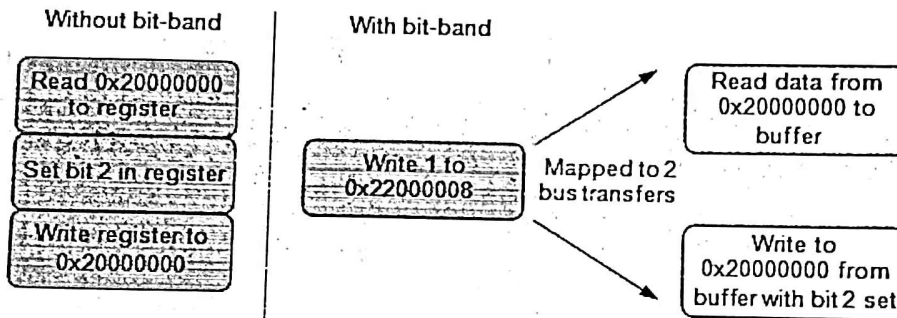 Without bit-band
With bit-band
Read 0x20000000
to register
Set bit 2 in register
Write register to
0x20000000
Write 1 to
0x22000008
Mapped to 2
bus transfers
Read data from
0x20000000 to
buffer
Write to
0x20000000 from
buffer with bit 2 set